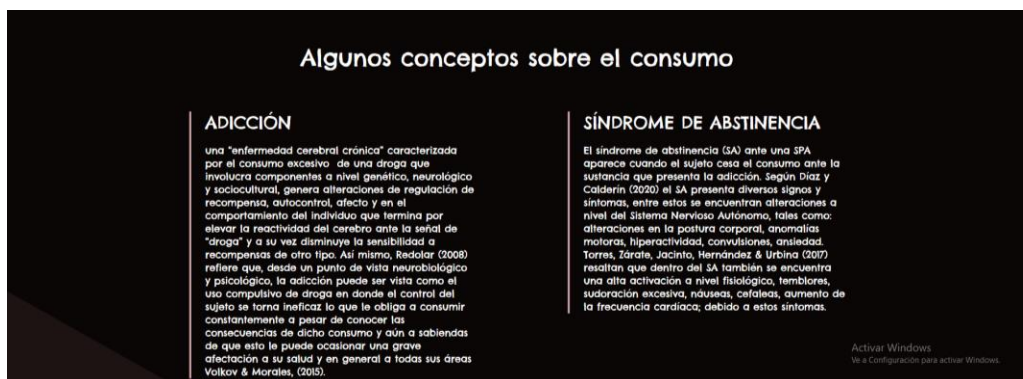 Algunos conceptos sobre el consumo
ADICCIÓN
una "enfermedad cerebral crónica" caracterizada
por el consumo excesivo de una droga que
involucra componentes a nivel genético, neurológico
y sociocultural, genera alteraciones de regulación de
recompensa, autocontrol, afecto y en el
comportamiento del individuo que termina por
elevar la reactividad del cerebro ante la señal de
"droga" y a su vez disminuye la sensibilidad a
recompensas de otro tipo. Así mismo, Redolar (2008)
refiere que, desde un punto de vista neurobiológico
y psicológico, la adicción puede ser vista como el
uso compulsivo de droga en donde el control del
sujeto se torna ineficaz lo que le obliga a consumir
constantemente a pesar de conocer las
consecuencias de dicho consumo y aún a sabiendas
de que esto le puede ocasionar una grave
afectación a su salud y en general a todas sus áreas
Volkov & Morales, (2015).
SÍNDROME DE ABSTINENCIA
El síndrome de abstinencia (SA) ante una SPA
aparece cuando el sujeto cesa el consumo ante la
sustancia que presenta la adicción. Según Díaz y
Calderín (2020) el SA presenta diversos signos y
síntomas, entre estos se encuentran alteraciones a
nivel del Sistema Nervioso Autónomo, tales como:
alteraciones en la postura corporal, anomalías
motoras, hiperactividad, convulsiones, ansiedad.
Torres, Zárate, Jacinto, Hernández & Urbina (2017)
resaltan que dentro del SA también se encuentra
una alta activación a nivel fisiológico, temblores,
sudoración excesiva, náuseas, cefaleas, aumento de
la frecuencia cardíaca; debido a estos síntomas.
Activar Windows
Ve a Configuración para activar Windows.